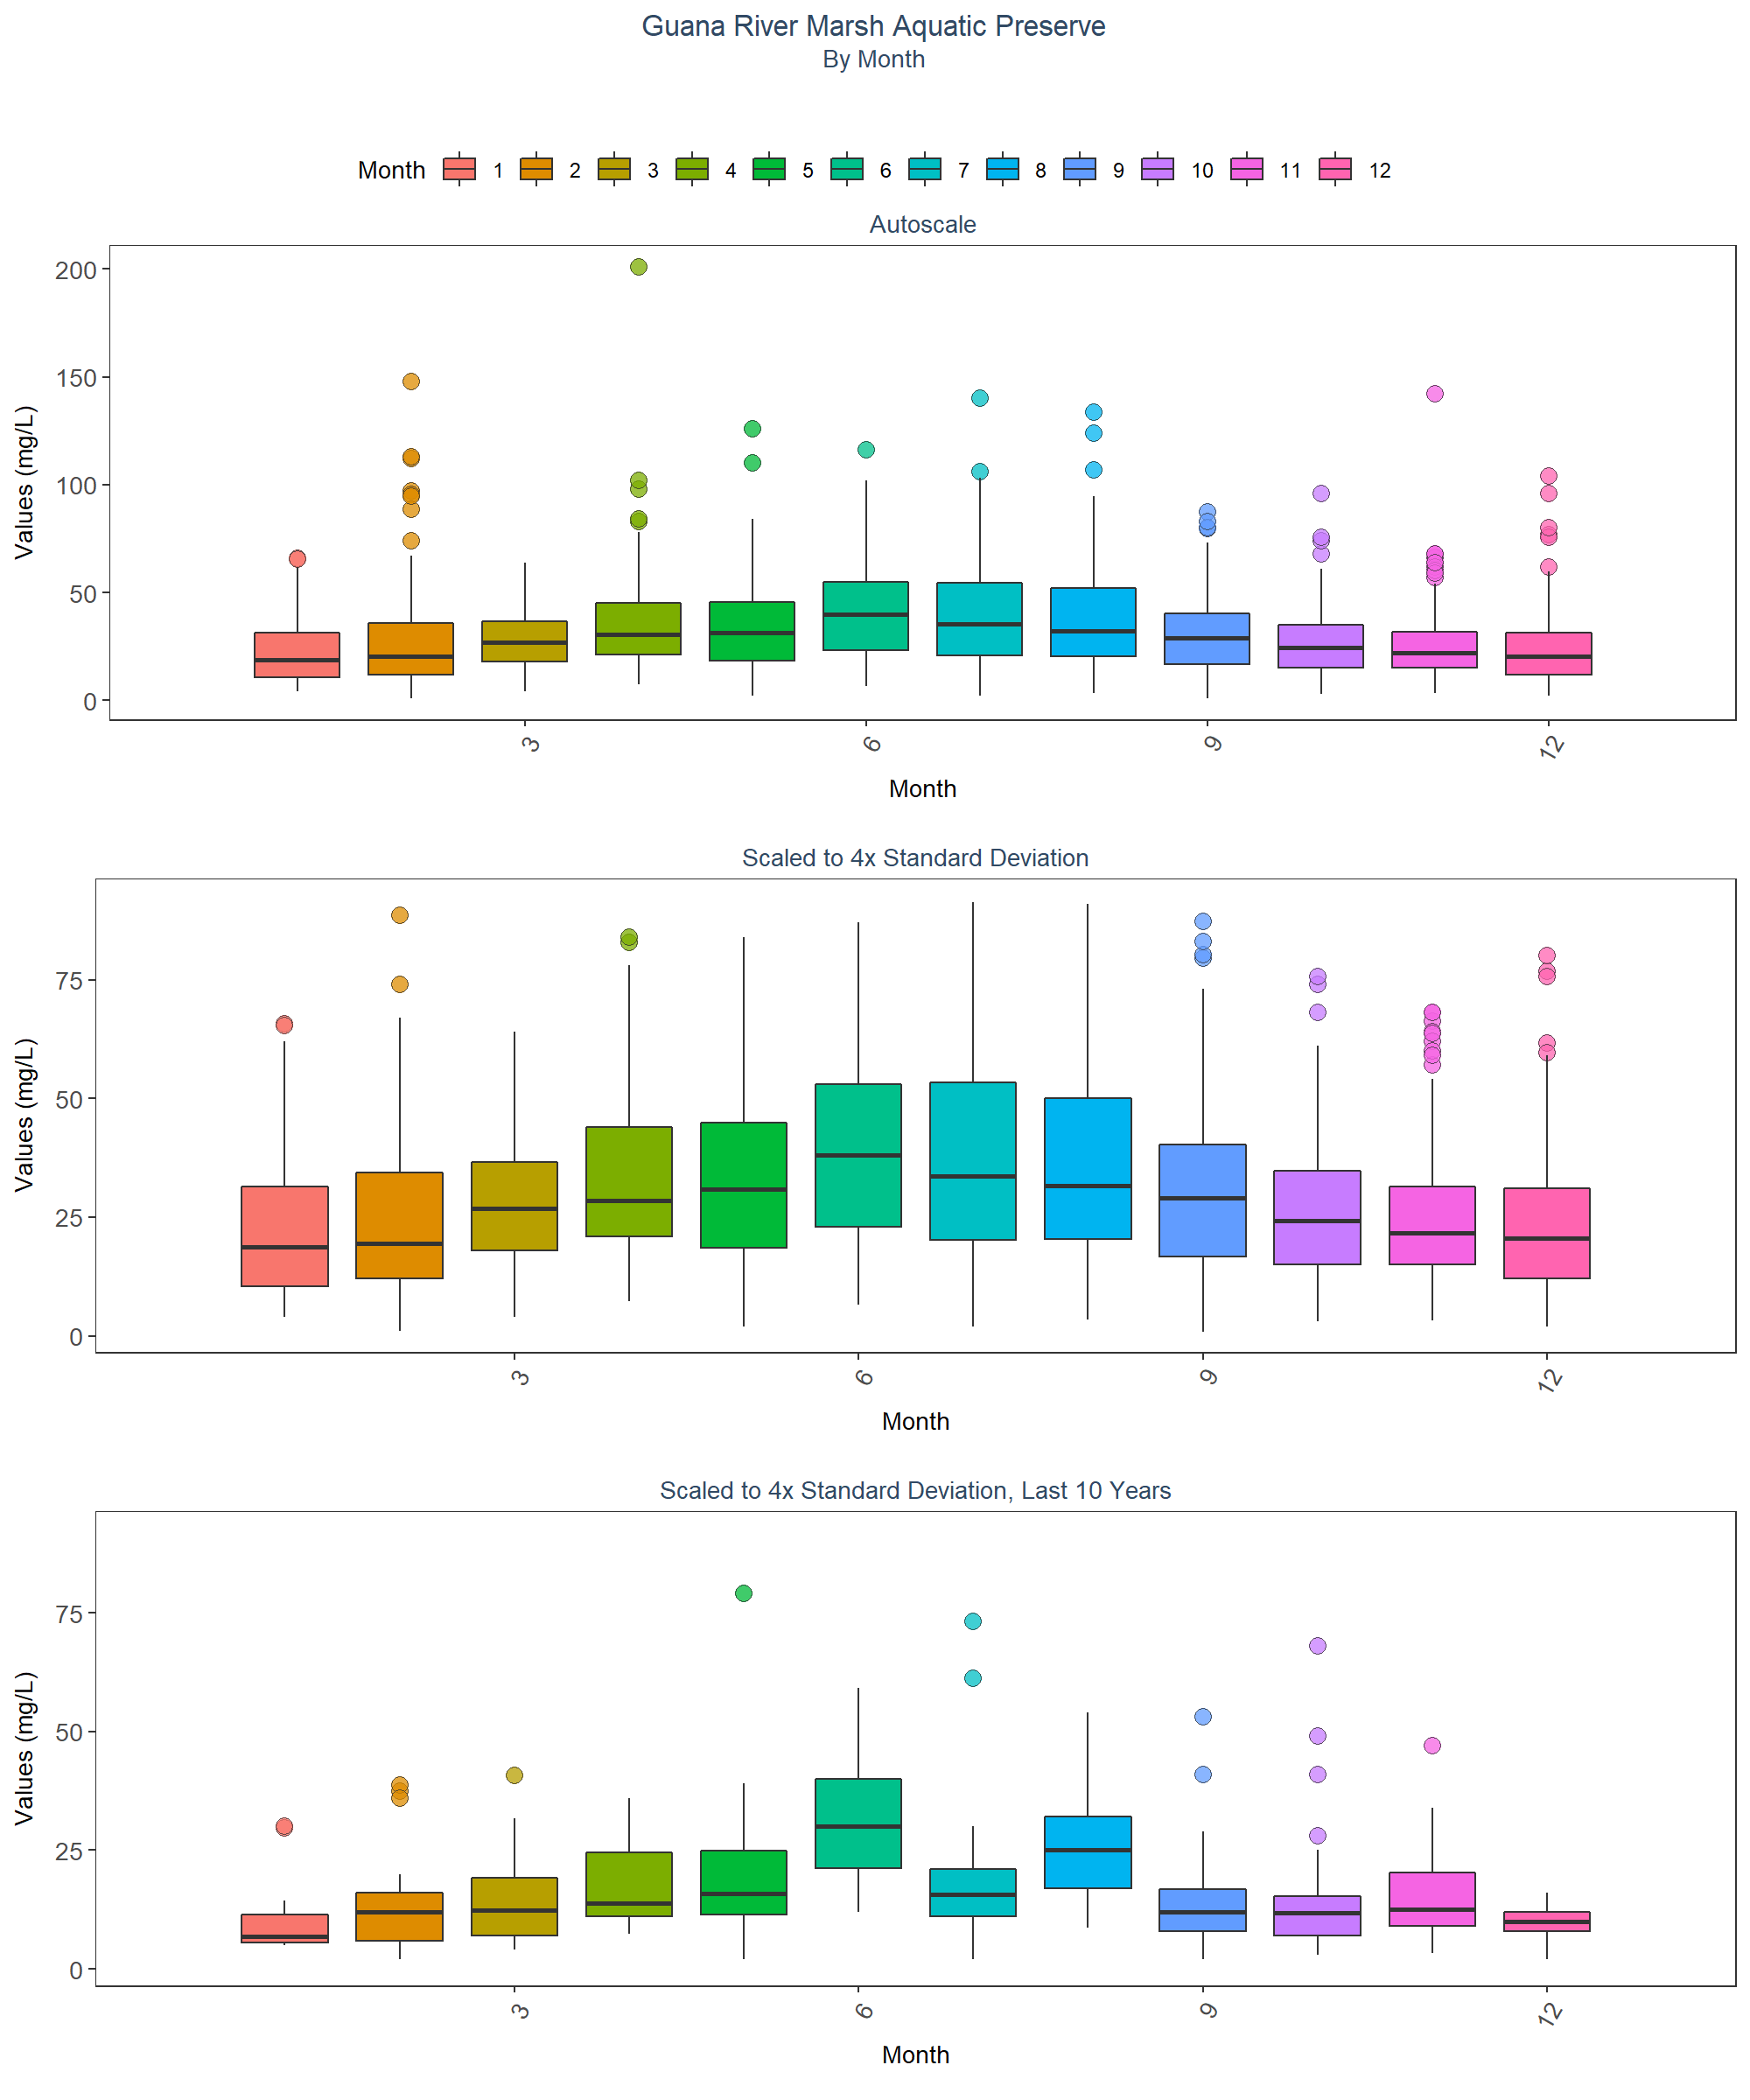 Guana River Marsh Aquatic Preserve
By Month
Month 1 2 3 4 5 6 7 8 9 10 11 12
Autoscale
Values (mg/L)
200
150
100
50
0
3 6 9 12
Month
Scaled to 4x Standard Deviation
Values (mg/L)
75
50
25
0
3 6 9 12
Month
Scaled to 4x Standard Deviation, Last 10 Years
Values (mg/L)
75
50
25
0
3 6 9 12
Month